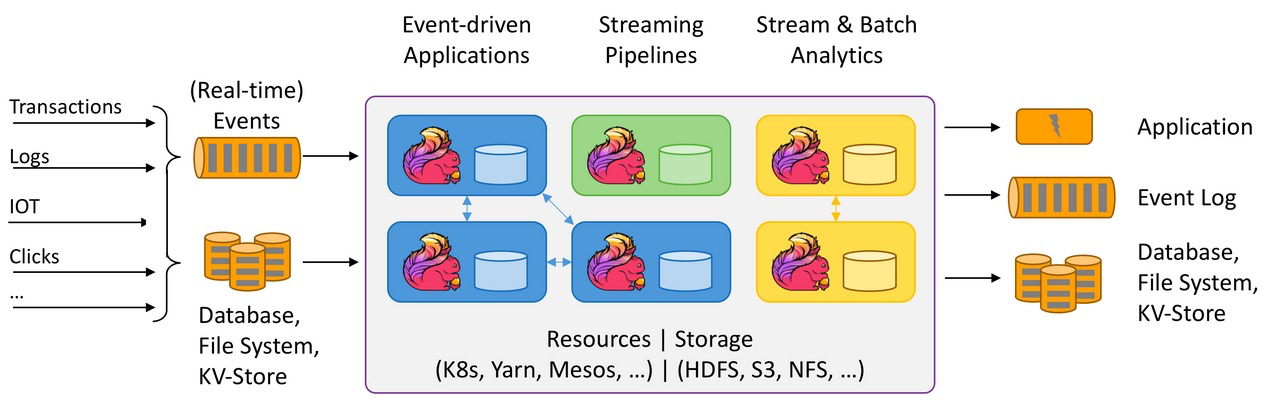 Event-driven
Applications
Streaming
Pipelines
Stream & Batch
Analytics
Transactions
Logs
IOT
Clicks
...
(Real-time)
Events
Database,
File System,
KV-Store
Resources | Storage
(K8s, Yarn, Mesos, ...) | (HDFS, S3, NFS, ...)
Application
Event Log
Database,
File System,
KV-Store